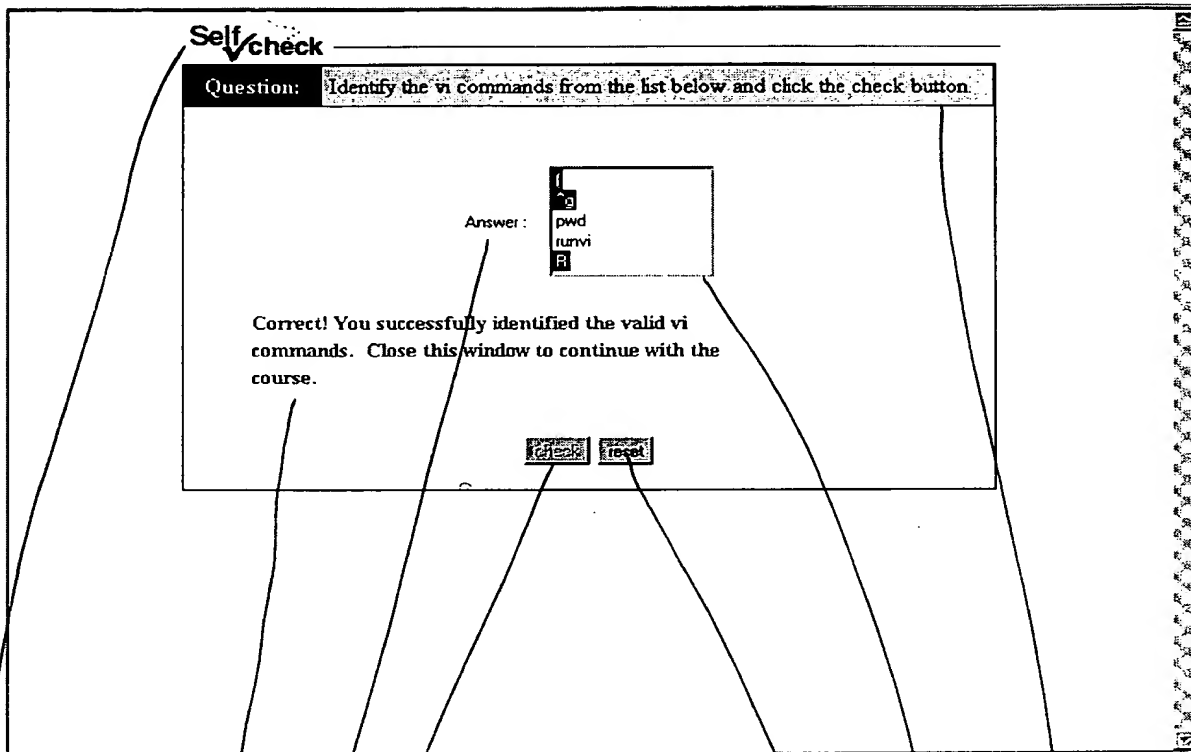 Self check
Question: Identify the vi commands from the list below and click the check button.
Answer :
pwd
runvi
R
Correct! You successfully identified the valid vi
commands. Close this window to continue with the
course.
check reset